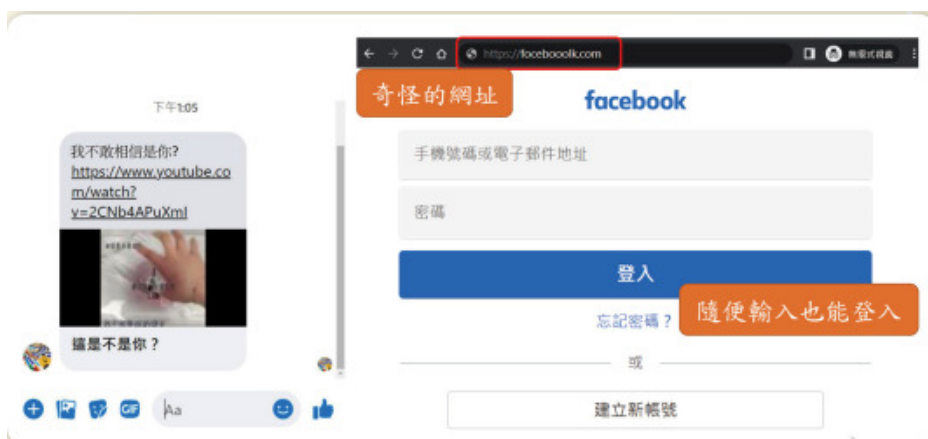 下午1:05
我不敢相信是你?
https://www.youtube.co
m/watch?
v=2CNb4APuXmI
這是不是你？
GIF
Aa
https://facebooolk.com
無痕式視窗
奇怪的網址
facebook
手機號碼或電子郵件地址
密碼
登入
隨便輸入也能登入
忘記密碼？
或
建立新帳號